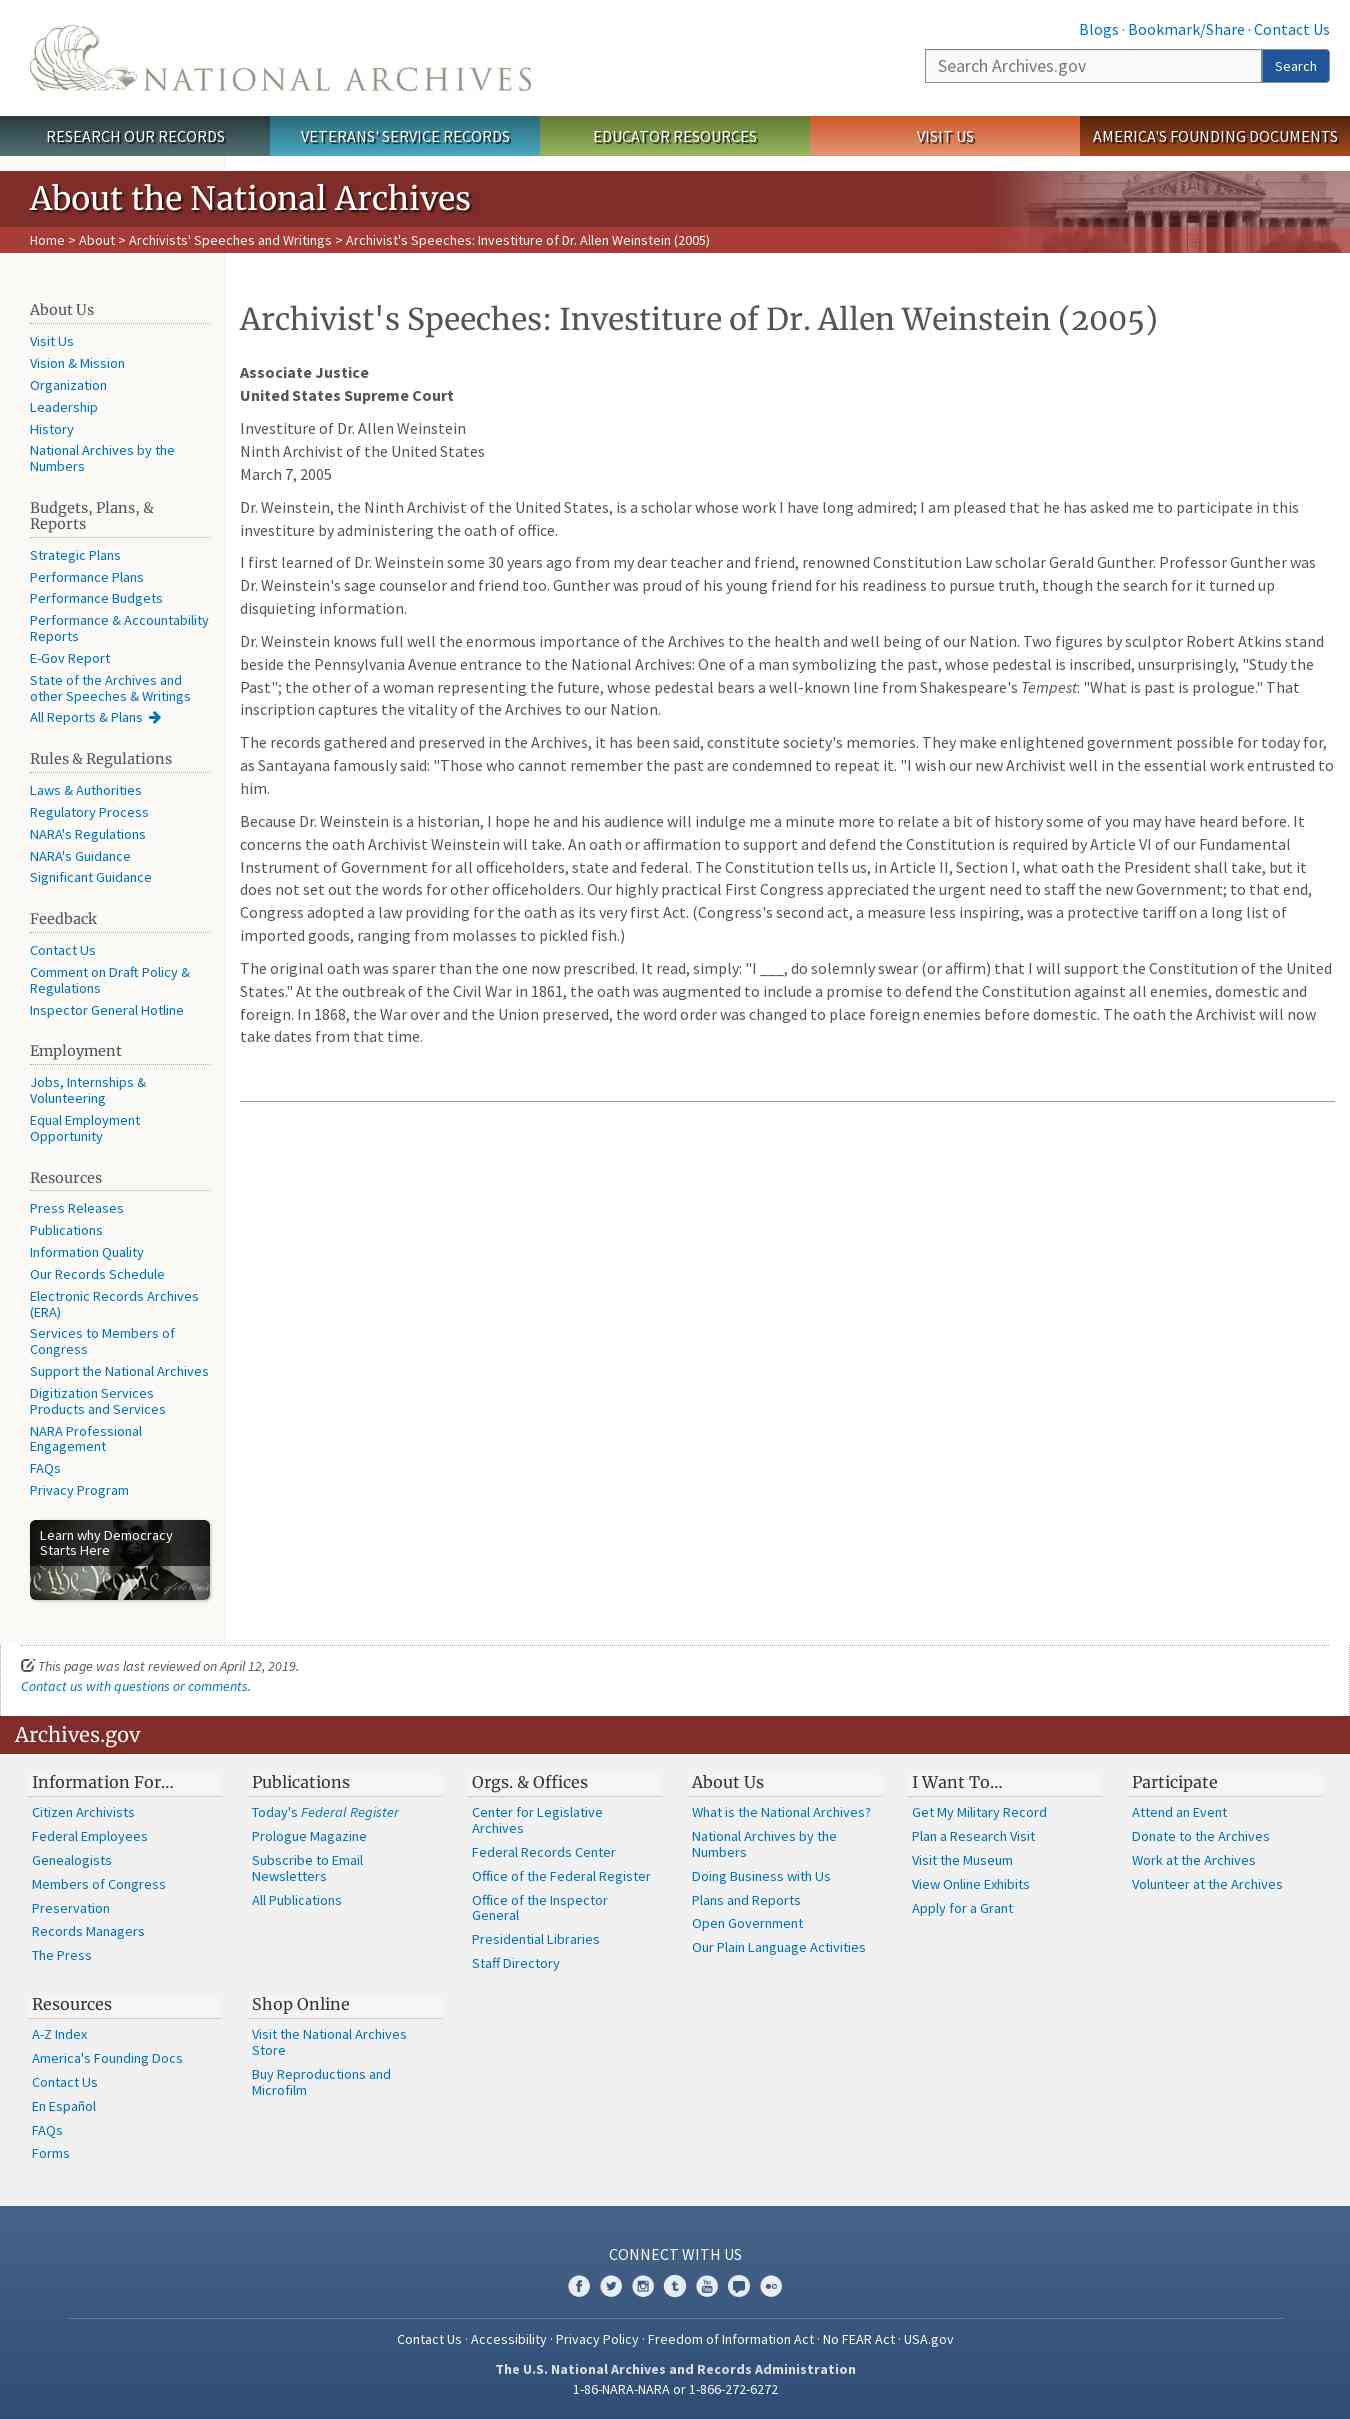 Blogs · Bookmark/Share · Contact Us
NATIONAL ARCHIVES
Search Archives.gov
Search
RESEARCH OUR RECORDS
VETERANS' SERVICE RECORDS
EDUCATOR RESOURCES
VISIT US
AMERICA'S FOUNDING DOCUMENTS
About the National Archives
Home > About > Archivists' Speeches and Writings > Archivist's Speeches: Investiture of Dr. Allen Weinstein (2005)
About Us
Visit Us
Vision & Mission
Organization
Leadership
History
National Archives by the
Numbers
Budgets, Plans, &
Reports
Strategic Plans
Performance Plans
Performance Budgets
Performance & Accountability
Reports
E-Gov Report
State of the Archives and
other Speeches & Writings
All Reports & Plans
Rules & Regulations
Laws & Authorities
Regulatory Process
NARA's Regulations
NARA's Guidance
Significant Guidance
Feedback
Contact Us
Comment on Draft Policy &
Regulations
Inspector General Hotline
Employment
Jobs, Internships &
Volunteering
Equal Employment
Opportunity
Resources
Press Releases
Publications
Information Quality
Our Records Schedule
Electronic Records Archives
(ERA)
Services to Members of
Congress
Support the National Archives
Digitization Services
Products and Services
NARA Professional
Engagement
FAQs
Privacy Program
Learn why Democracy
Starts Here
We the People
Archivist's Speeches: Investiture of Dr. Allen Weinstein (2005)
Associate Justice
United States Supreme Court
Investiture of Dr. Allen Weinstein
Ninth Archivist of the United States
March 7, 2005
Dr. Weinstein, the Ninth Archivist of the United States, is a scholar whose work I have long admired; I am pleased that he has asked me to participate in this
investiture by administering the oath of office.
I first learned of Dr. Weinstein some 30 years ago from my dear teacher and friend, renowned Constitution Law scholar Gerald Gunther. Professor Gunther was
Dr. Weinstein's sage counselor and friend too. Gunther was proud of his young friend for his readiness to pursue truth, though the search for it turned up
disquieting information.
Dr. Weinstein knows full well the enormous importance of the Archives to the health and well being of our Nation. Two figures by sculptor Robert Atkins stand
beside the Pennsylvania Avenue entrance to the National Archives: One of a man symbolizing the past, whose pedestal is inscribed, unsurprisingly, "Study the
Past"; the other of a woman representing the future, whose pedestal bears a well-known line from Shakespeare's Tempest: "What is past is prologue." That
inscription captures the vitality of the Archives to our Nation.
The records gathered and preserved in the Archives, it has been said, constitute society's memories. They make enlightened government possible for today for,
as Santayana famously said: "Those who cannot remember the past are condemned to repeat it. "I wish our new Archivist well in the essential work entrusted to
him.
Because Dr. Weinstein is a historian, I hope he and his audience will indulge me a minute more to relate a bit of history some of you may have heard before. It
concerns the oath Archivist Weinstein will take. An oath or affirmation to support and defend the Constitution is required by Article VI of our Fundamental
Instrument of Government for all officeholders, state and federal. The Constitution tells us, in Article II, Section I, what oath the President shall take, but it
does not set out the words for other officeholders. Our highly practical First Congress appreciated the urgent need to staff the new Government; to that end,
Congress adopted a law providing for the oath as its very first Act. (Congress's second act, a measure less inspiring, was a protective tariff on a long list of
imported goods, ranging from molasses to pickled fish.)
The original oath was sparer than the one now prescribed. It read, simply: "I ___, do solemnly swear (or affirm) that I will support the Constitution of the United
States." At the outbreak of the Civil War in 1861, the oath was augmented to include a promise to defend the Constitution against all enemies, domestic and
foreign. In 1868, the War over and the Union preserved, the word order was changed to place foreign enemies before domestic. The oath the Archivist will now
take dates from that time.
This page was last reviewed on April 12, 2019.
Contact us with questions or comments.
Archives.gov
Information For…
Citizen Archivists
Federal Employees
Genealogists
Members of Congress
Preservation
Records Managers
The Press
Publications
Today's Federal Register
Prologue Magazine
Subscribe to Email
Newsletters
All Publications
Orgs. & Offices
Center for Legislative
Archives
Federal Records Center
Office of the Federal Register
Office of the Inspector
General
Presidential Libraries
Staff Directory
About Us
What is the National Archives?
National Archives by the
Numbers
Doing Business with Us
Plans and Reports
Open Government
Our Plain Language Activities
I Want To…
Get My Military Record
Plan a Research Visit
Visit the Museum
View Online Exhibits
Apply for a Grant
Participate
Attend an Event
Donate to the Archives
Work at the Archives
Volunteer at the Archives
Resources
A-Z Index
America's Founding Docs
Contact Us
En Español
FAQs
Forms
Shop Online
Visit the National Archives
Store
Buy Reproductions and
Microfilm
CONNECT WITH US
Contact Us · Accessibility · Privacy Policy · Freedom of Information Act · No FEAR Act · USA.gov
The U.S. National Archives and Records Administration
1-86-NARA-NARA or 1-866-272-6272